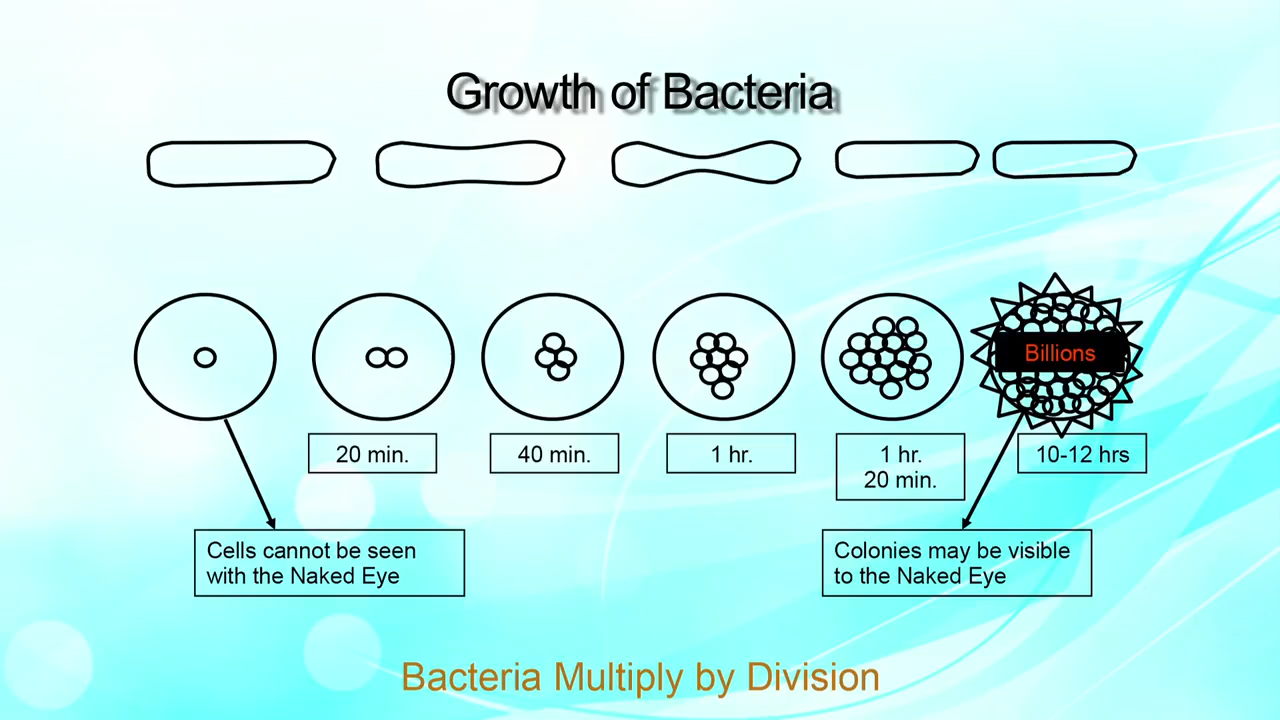 Growth of Bacteria
Billions
20 min.
40 min.
1 hr.
1 hr.
20 min.
10-12 hrs
Cells cannot be seen
with the Naked Eye
Colonies may be visible
to the Naked Eye
Bacteria Multiply by Division